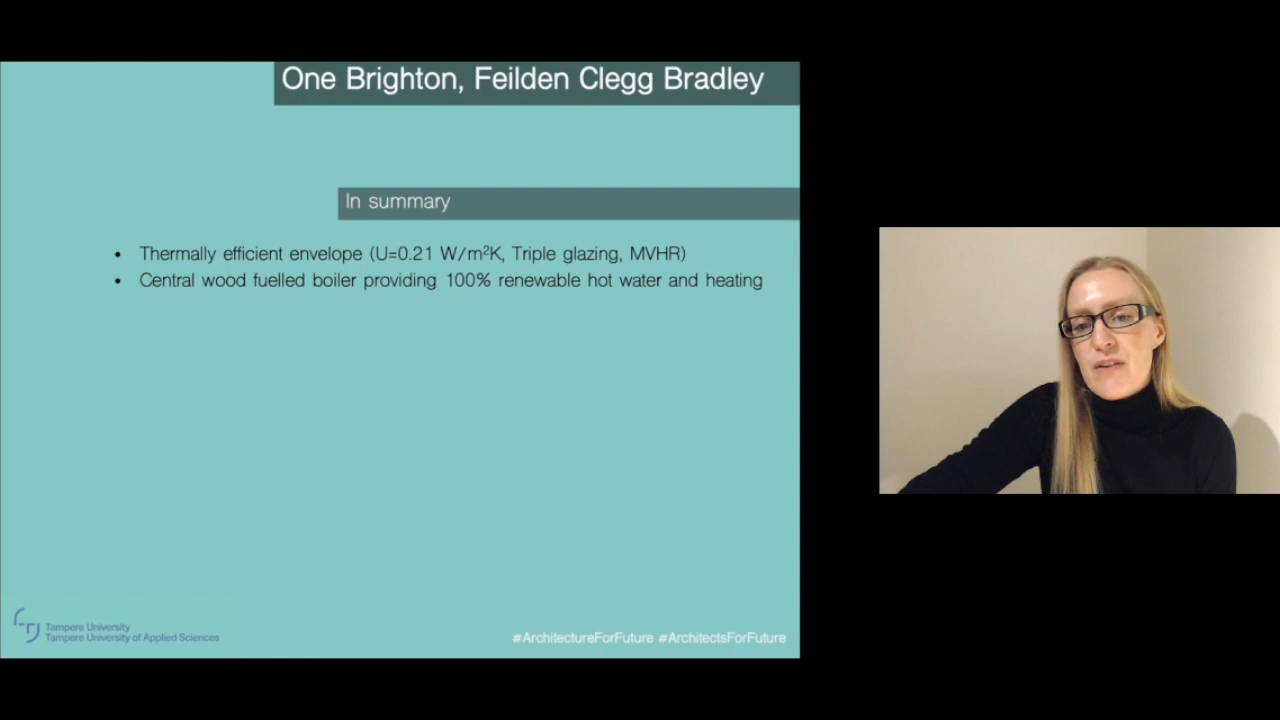 One Brighton, Feilden Clegg Bradley
In summary
• Thermally efficient envelope (U=0.21 W/m²K, Triple glazing, MVHR)
• Central wood fuelled boiler providing 100% renewable hot water and heating
Tampere University
Tampere University of Applied Sciences
#ArchitectureForFuture #ArchitectsForFuture